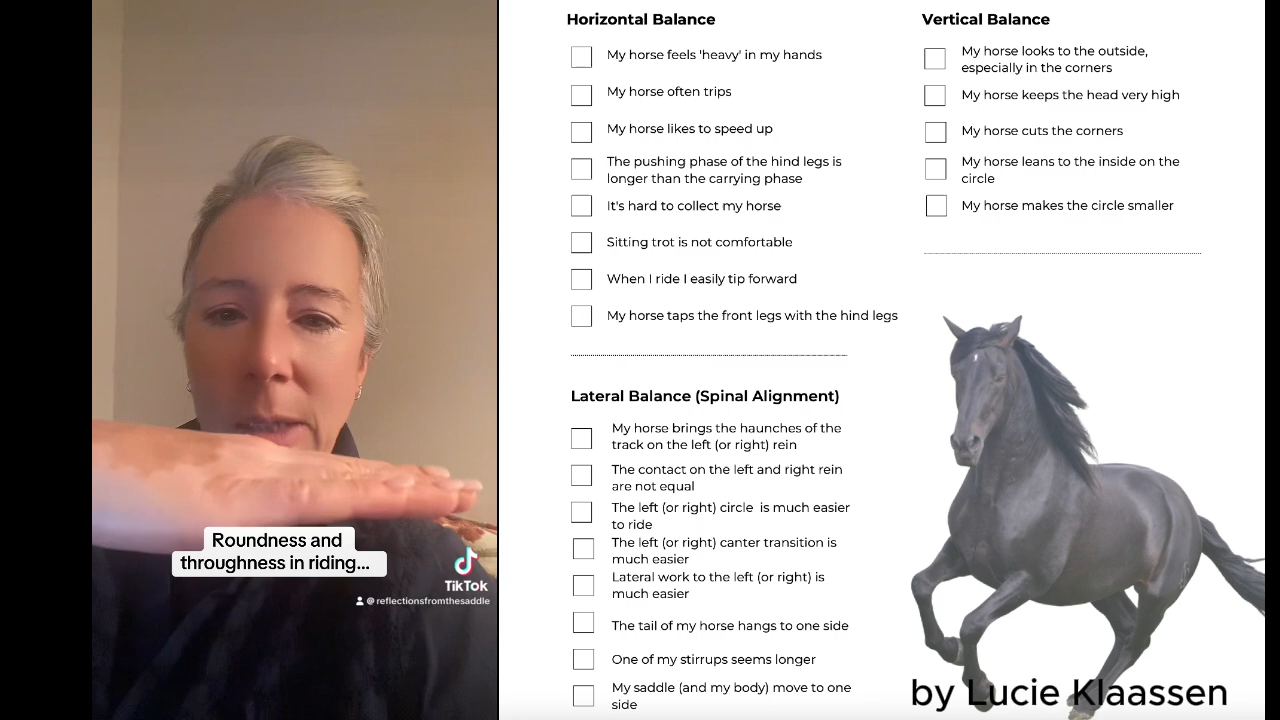 Roundness and
throughness in riding...
TikTok
@ reflectionsfromthesaddle
Horizontal Balance
My horse feels 'heavy' in my hands
My horse often trips
My horse likes to speed up
The pushing phase of the hind legs is
longer than the carrying phase
It's hard to collect my horse
Sitting trot is not comfortable
When I ride I easily tip forward
My horse taps the front legs with the hind legs
Lateral Balance (Spinal Alignment)
My horse brings the haunches of the
track on the left (or right) rein
The contact on the left and right rein
are not equal
The left (or right) circle is much easier
to ride
The left (or right) canter transition is
much easier
Lateral work to the left (or right) is
much easier
The tail of my horse hangs to one side
One of my stirrups seems longer
My saddle (and my body) move to one
side
Vertical Balance
My horse looks to the outside,
especially in the corners
My horse keeps the head very high
My horse cuts the corners
My horse leans to the inside on the
circle
My horse makes the circle smaller
by Lucie Klaassen